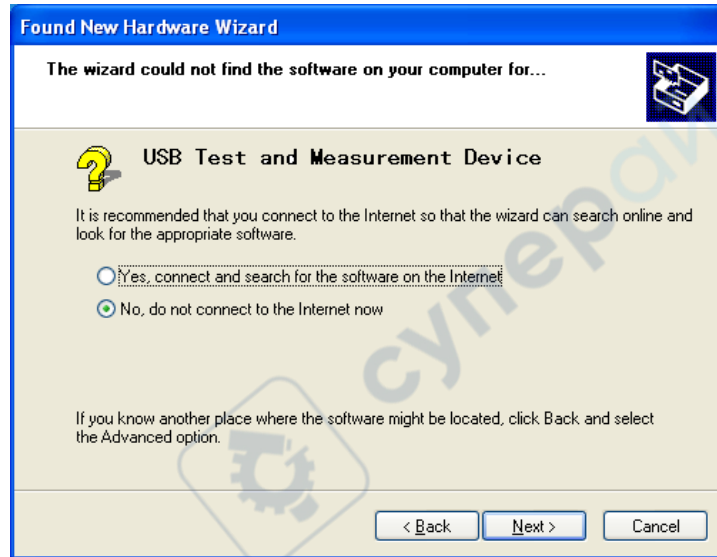 Found New Hardware Wizard
The wizard could not find the software on your computer for...
USB Test and Measurement Device
It is recommended that you connect to the Internet so that the wizard can search online and
look for the appropriate software.
Yes, connect and search for the software on the Internet
No, do not connect to the Internet now
If you know another place where the software might be located, click Back and select
the Advanced option.
< Back
Next >
Cancel